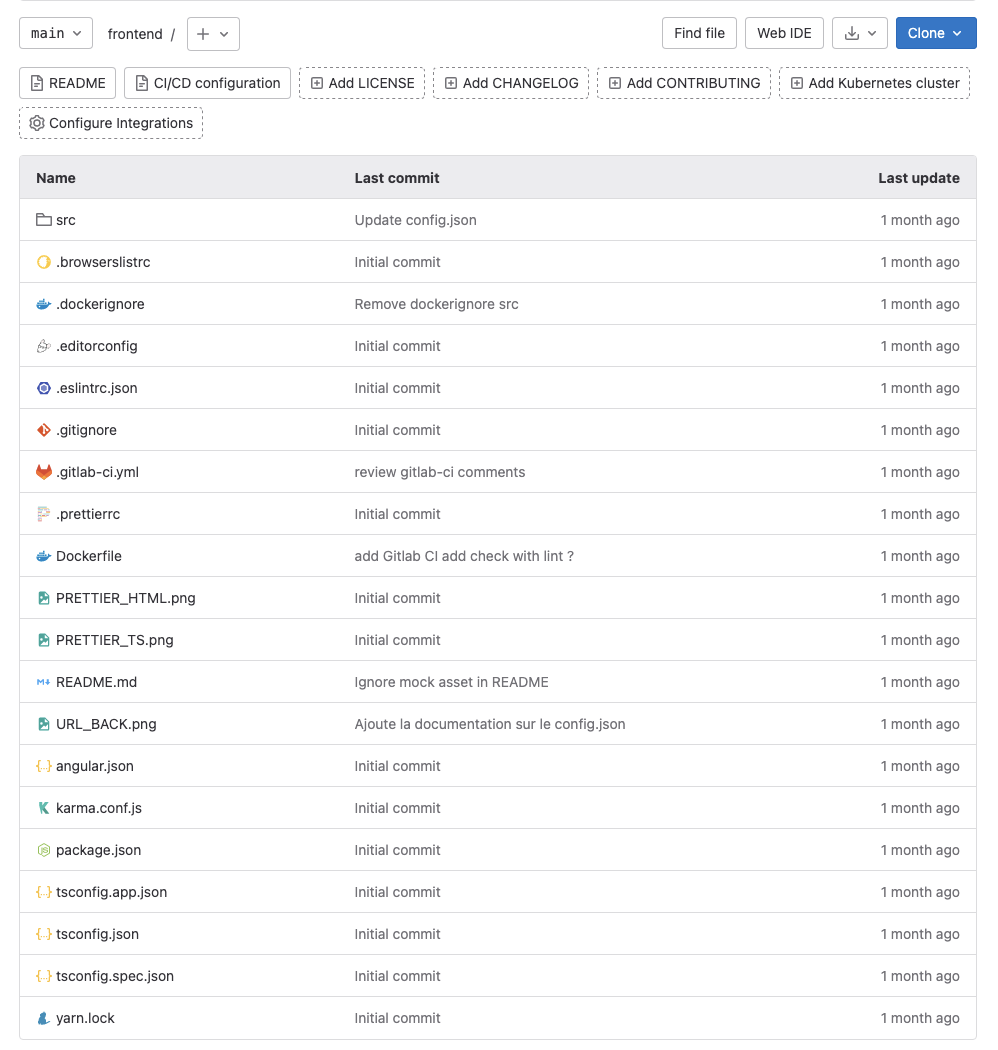 main frontend / Find file Web IDE Clone
README CI/CD configuration Add LICENSE Add CHANGELOG Add CONTRIBUTING Add Kubernetes cluster
Configure Integrations
Name Last commit Last update
src Update config.json 1 month ago
.browserslistrc Initial commit 1 month ago
.dockerignore Remove dockerignore src 1 month ago
.editorconfig Initial commit 1 month ago
.eslintrc.json Initial commit 1 month ago
.gitignore Initial commit 1 month ago
.gitlab-ci.yml review gitlab-ci comments 1 month ago
.prettierrc Initial commit 1 month ago
Dockerfile add Gitlab CI add check with lint ? 1 month ago
PRETTIER_HTML.png Initial commit 1 month ago
PRETTIER_TS.png Initial commit 1 month ago
README.md Ignore mock asset in README 1 month ago
URL_BACK.png Ajoute la documentation sur le config.json 1 month ago
angular.json Initial commit 1 month ago
karma.conf.js Initial commit 1 month ago
package.json Initial commit 1 month ago
tsconfig.app.json Initial commit 1 month ago
tsconfig.json Initial commit 1 month ago
tsconfig.spec.json Initial commit 1 month ago
yarn.lock Initial commit 1 month ago